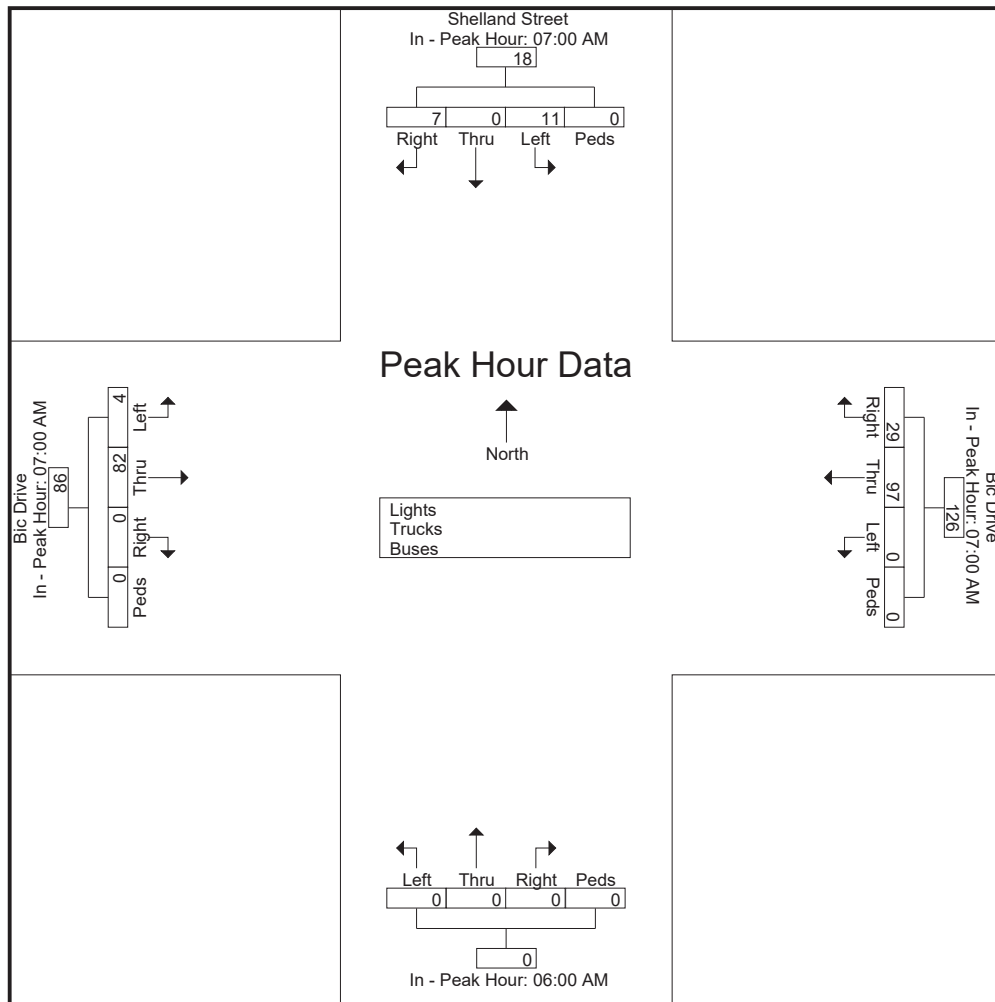 Shelland Street
In - Peak Hour: 07:00 AM
18
7 0 11 0
Right Thru Left Peds
Peak Hour Data
North
Lights
Trucks
Buses
Bic Drive
In - Peak Hour: 07:00 AM
86
4 82 0 0
Left Thru Right Peds
Bic Drive
In - Peak Hour: 07:00 AM
126
29 97 0 0
Right Thru Left Peds
Left Thru Right Peds
0 0 0 0
0
In - Peak Hour: 06:00 AM